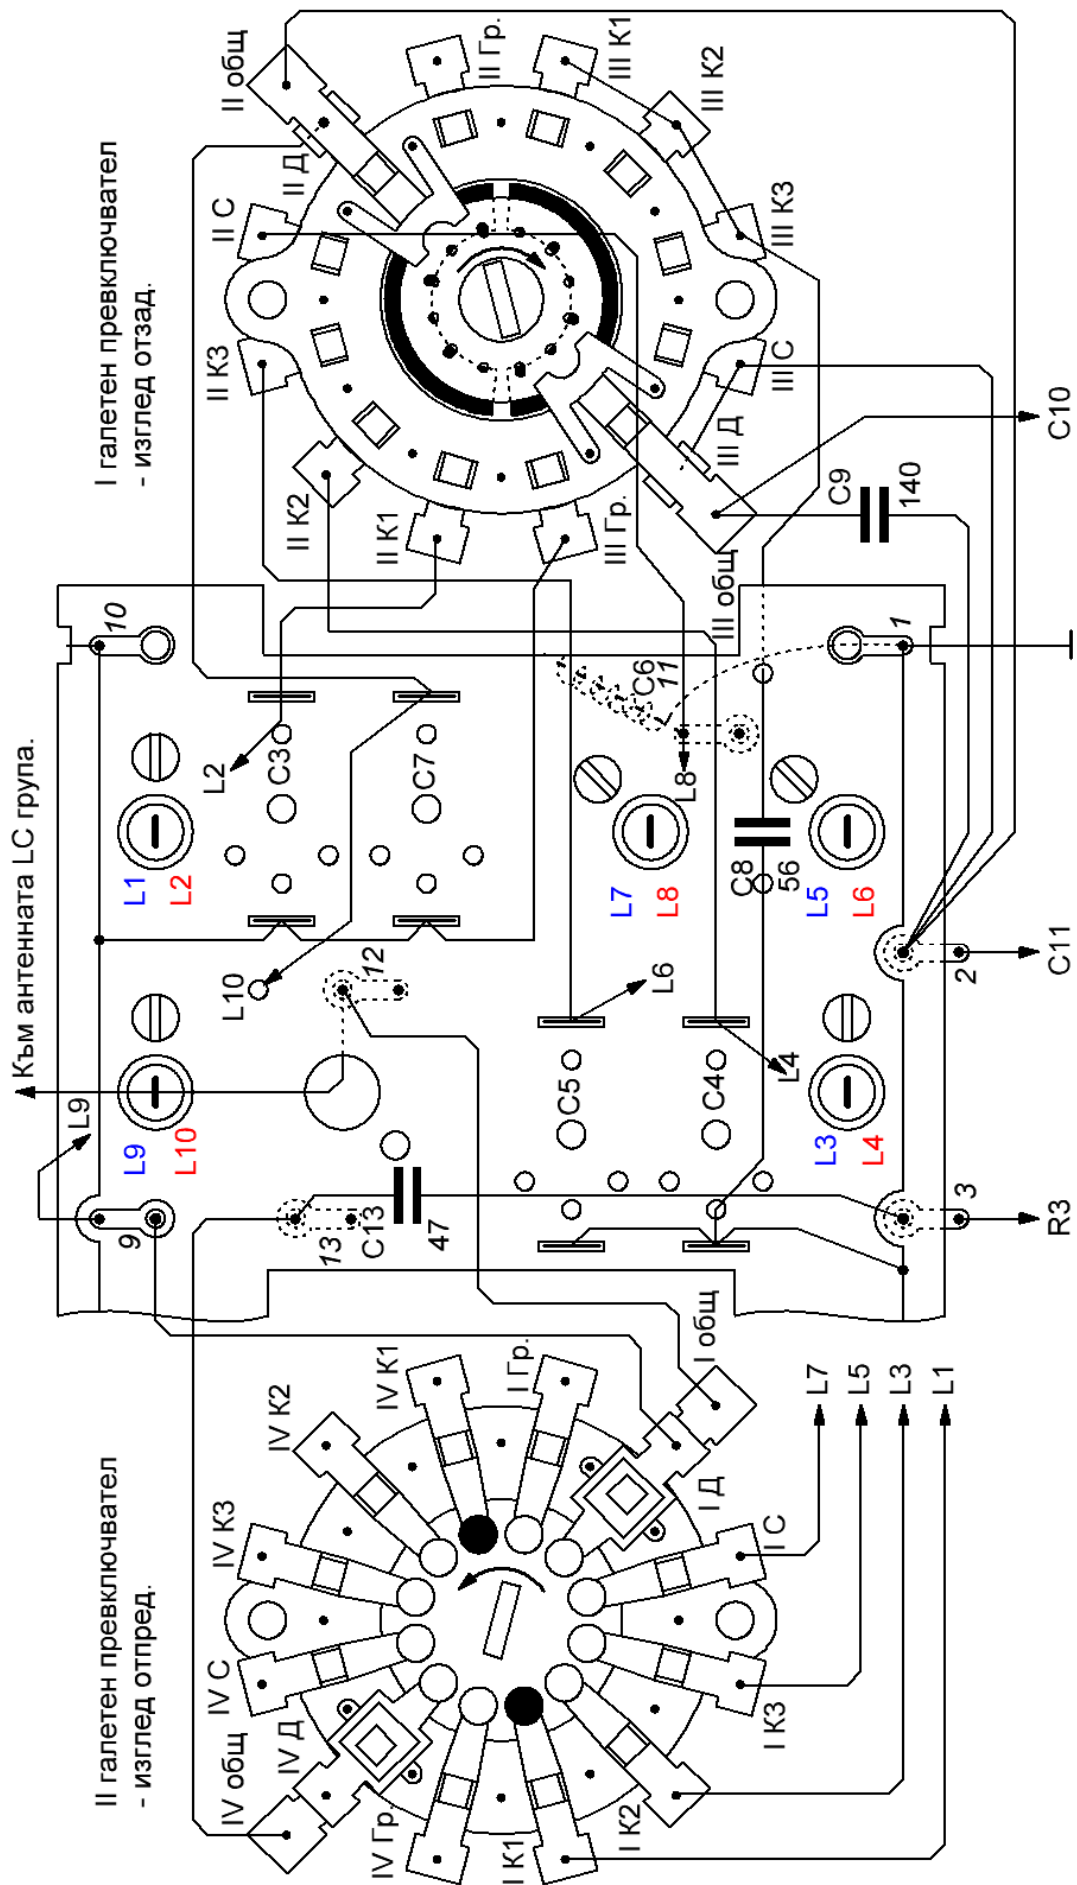 II галетен превключвател
- изглед отпред.
I галетен превключвател
- изглед отзад.
Към антенната LC група.
IV общ
IV Д
IV С
IV К3
IV К2
IV К1
I Гр.
I общ
I Д
I С
I К3
I К2
I К1
IV Гр.
L7
L5
L3
L1
L9
9
L9
L10
L1
L2
10
L2
C3
C7
L10
12
13
C13
47
C5
C4
L6
L4
L3
L4
3
R3
2
C11
L7
L8
L8
C6
11
C8
56
L5
L6
1
II К3
II С
II Д
II общ
II Гр.
III К1
III К2
III К3
III С
III Д
III общ
III Гр.
II К1
II К2
C9
140
C10